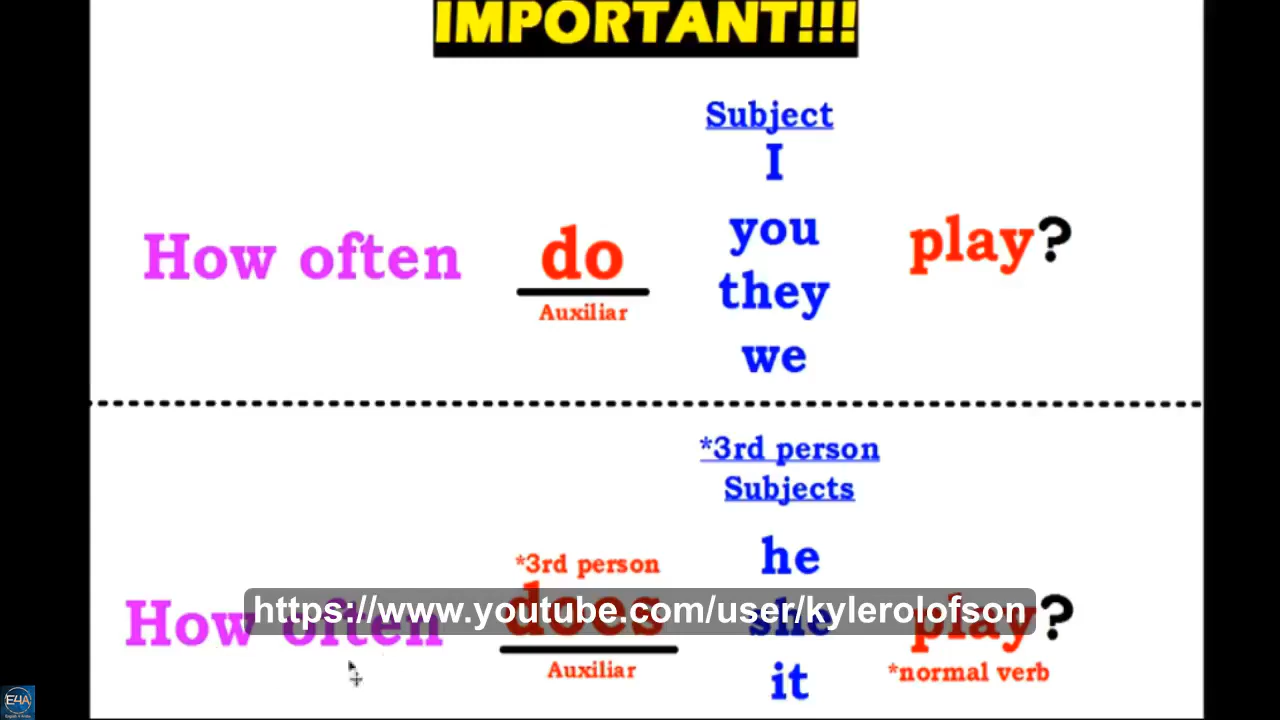 IMPORTANT!!!
Subject
I
you
they
we
How often
do
Auxiliar
play?
*3rd person
Subjects
he
she
it
*3rd person
How often
does
Auxiliar
play?
*normal verb
https://www.youtube.com/user/kylerolofson
E4A